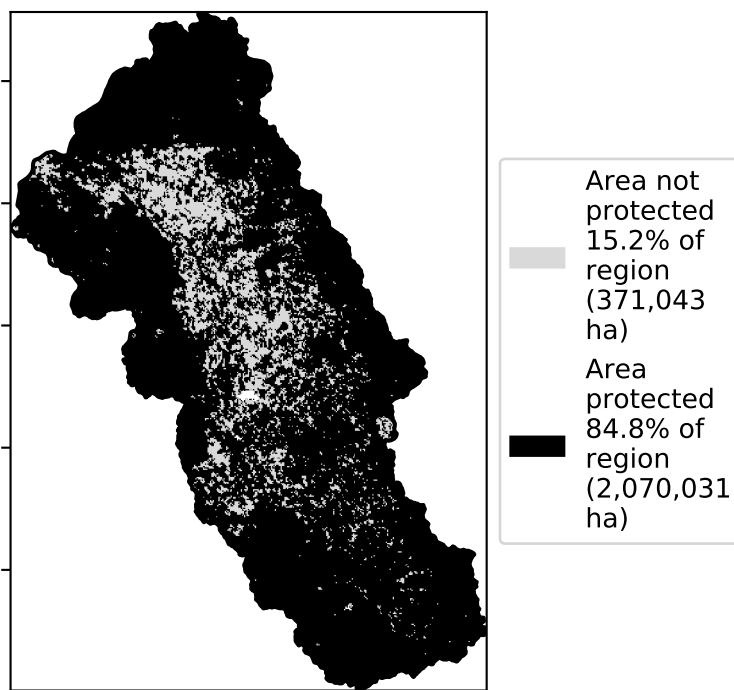 Area not
protected
15.2% of
region
(371,043
ha)
Area
protected
84.8% of
region
(2,070,031
ha)